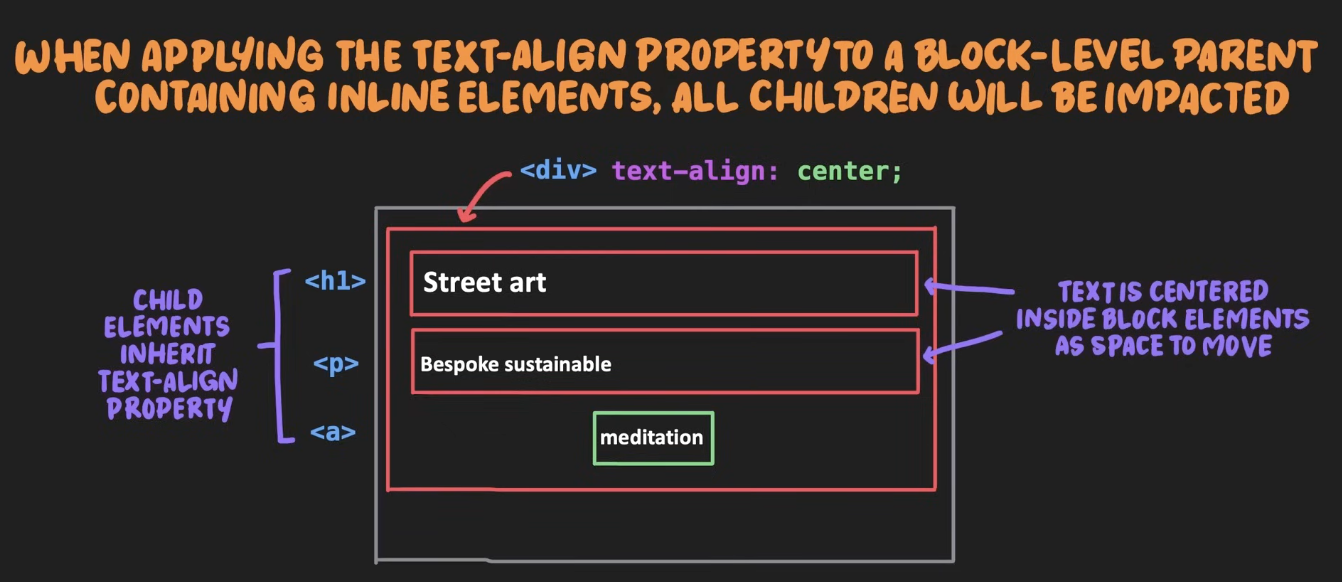 WHEN APPLYING THE TEXT-ALIGN PROPERTY TO A BLOCK-LEVEL PARENT
CONTAINING INLINE ELEMENTS, ALL CHILDREN WILL BE IMPACTED
<div> text-align: center;
CHILD
ELEMENTS
INHERIT
TEXT-ALIGN
PROPERTY
<h1>
<p>
<a>
Street art
Bespoke sustainable
meditation
TEXT IS CENTERED
INSIDE BLOCK ELEMENTS
AS SPACE TO MOVE